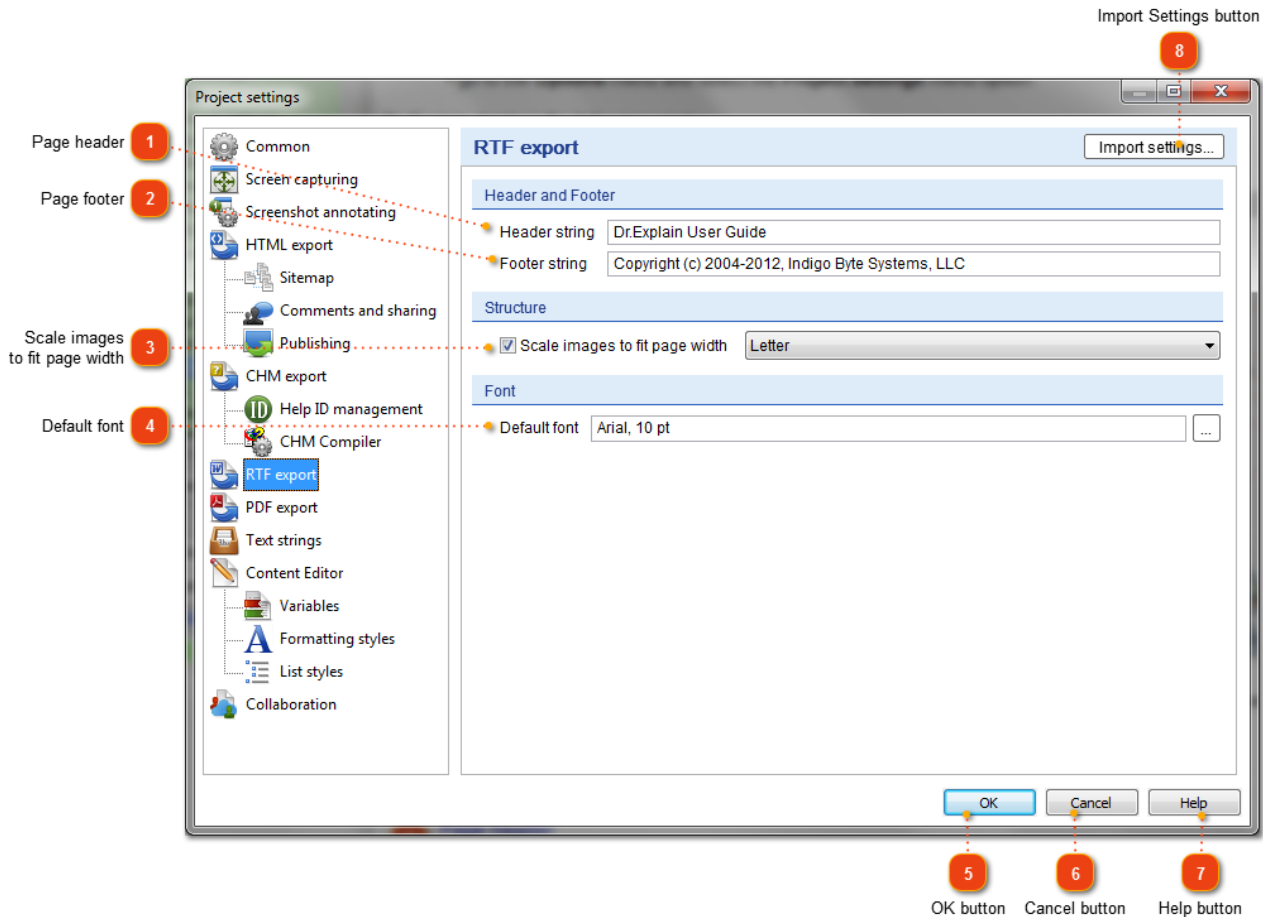 Import Settings button
8
Project settings
Page header 1
Page footer 2
Scale images
to fit page width 3
Default font 4
Common
Screen capturing
Screenshot annotating
HTML export
Sitemap
Comments and sharing
Publishing
CHM export
ID Help ID management
CHM Compiler
RTF export
PDF export
Text strings
Content Editor
Variables
A Formatting styles
List styles
Collaboration
RTF export Import settings...
Header and Footer
Header string Dr.Explain User Guide
Footer string Copyright (c) 2004-2012, Indigo Byte Systems, LLC
Structure
Scale images to fit page width Letter
Font
Default font Arial, 10 pt ...
OK Cancel Help
5 6 7
OK button Cancel button Help button